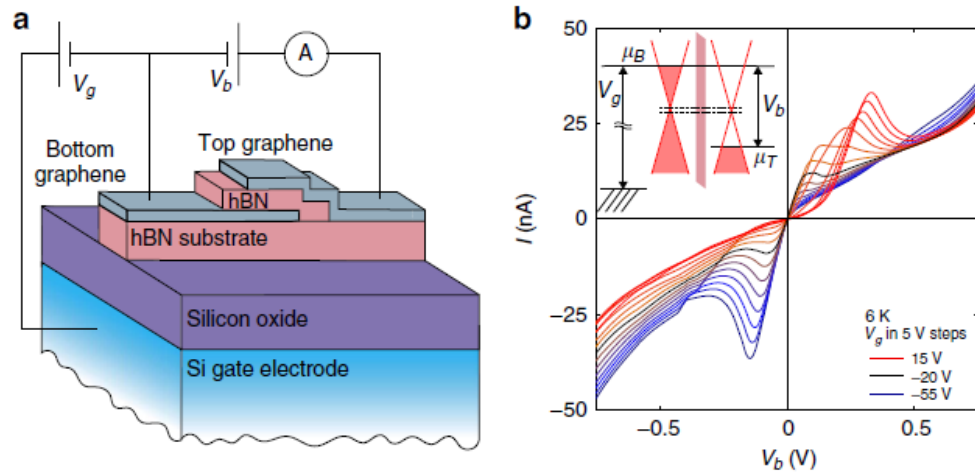 a
V_g
V_b
A
Top graphene
Bottom
graphene
hBN
hBN substrate
Silicon oxide
Si gate electrode
b
50
25
0
−25
−50
I (nA)
μ_B
V_g
V_b
μ_T
6 K
V_g in 5 V steps
15 V
−20 V
−55 V
−0.5
0
0.5
V_b (V)